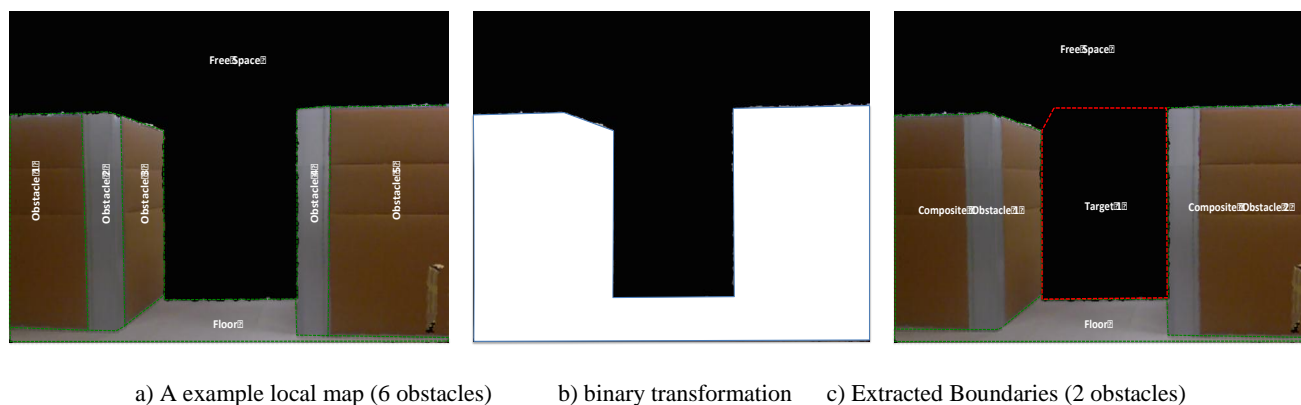 Free Space
Obstacle 1
Obstacle 2
Obstacle 3
Obstacle 4
Obstacle 5
Floor
Free Space
Composite Obstacle 1
Target 1
Composite Obstacle 2
Floor
a) A example local map (6 obstacles) b) binary transformation c) Extracted Boundaries (2 obstacles)